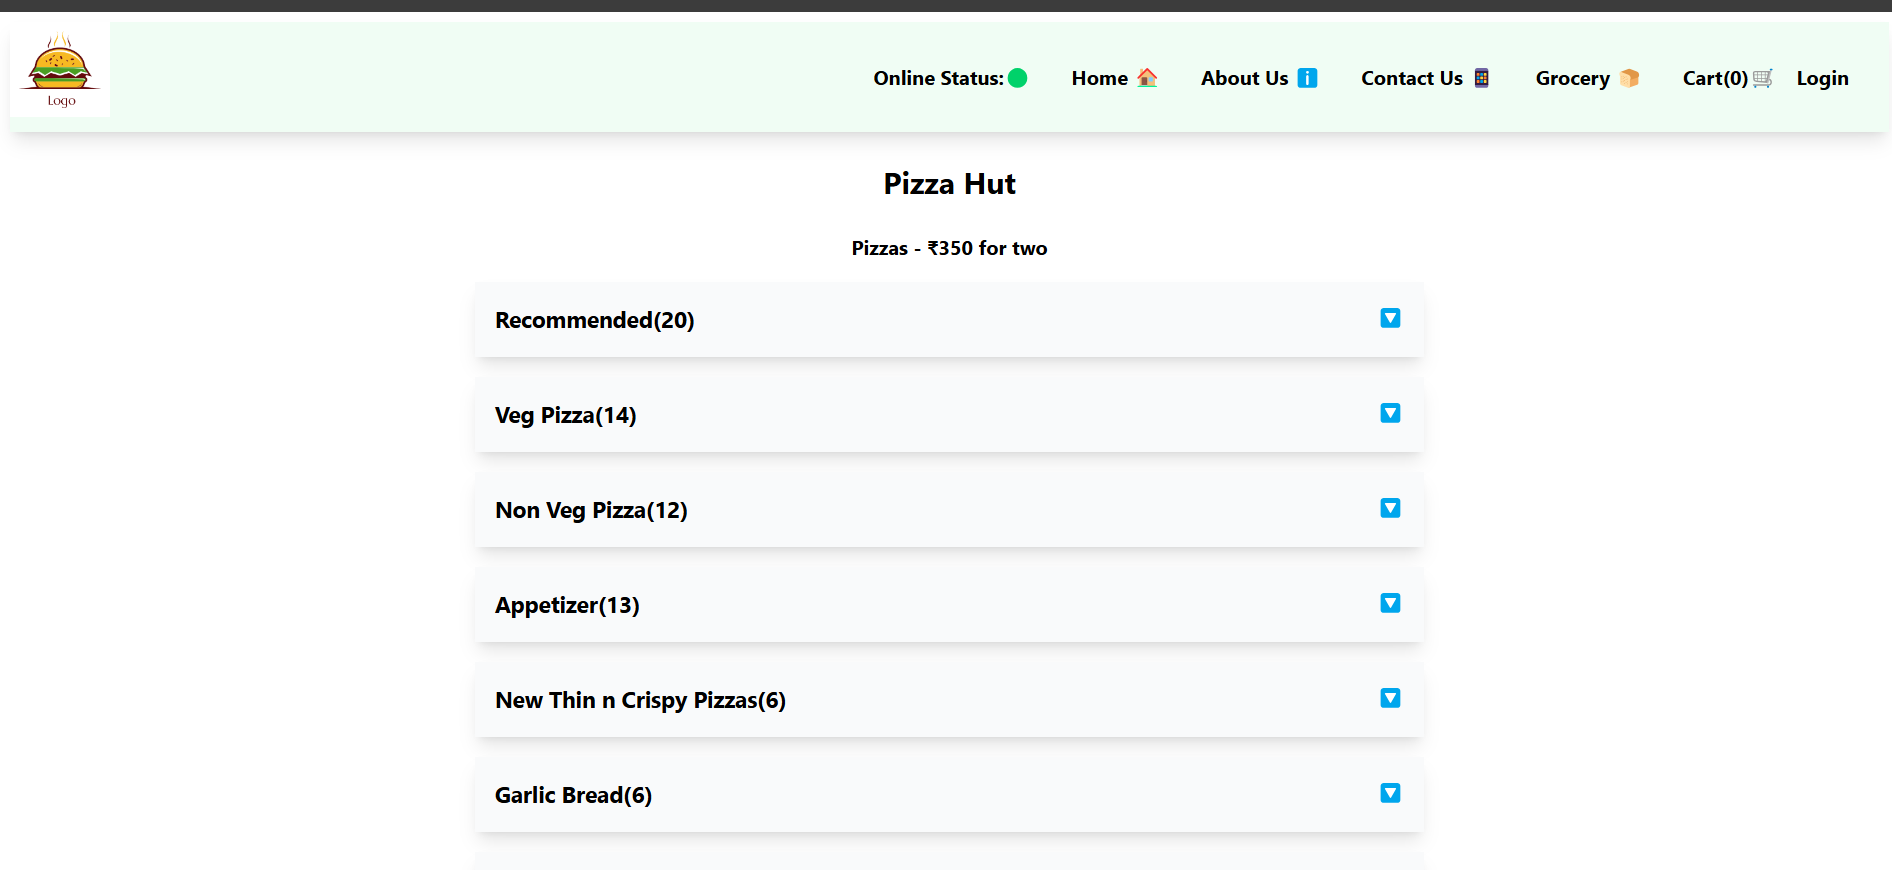 Logo
Online Status: Home About Us Contact Us Grocery Cart(0) Login
Pizza Hut
Pizzas - ₹350 for two
Recommended(20)
Veg Pizza(14)
Non Veg Pizza(12)
Appetizer(13)
New Thin n Crispy Pizzas(6)
Garlic Bread(6)